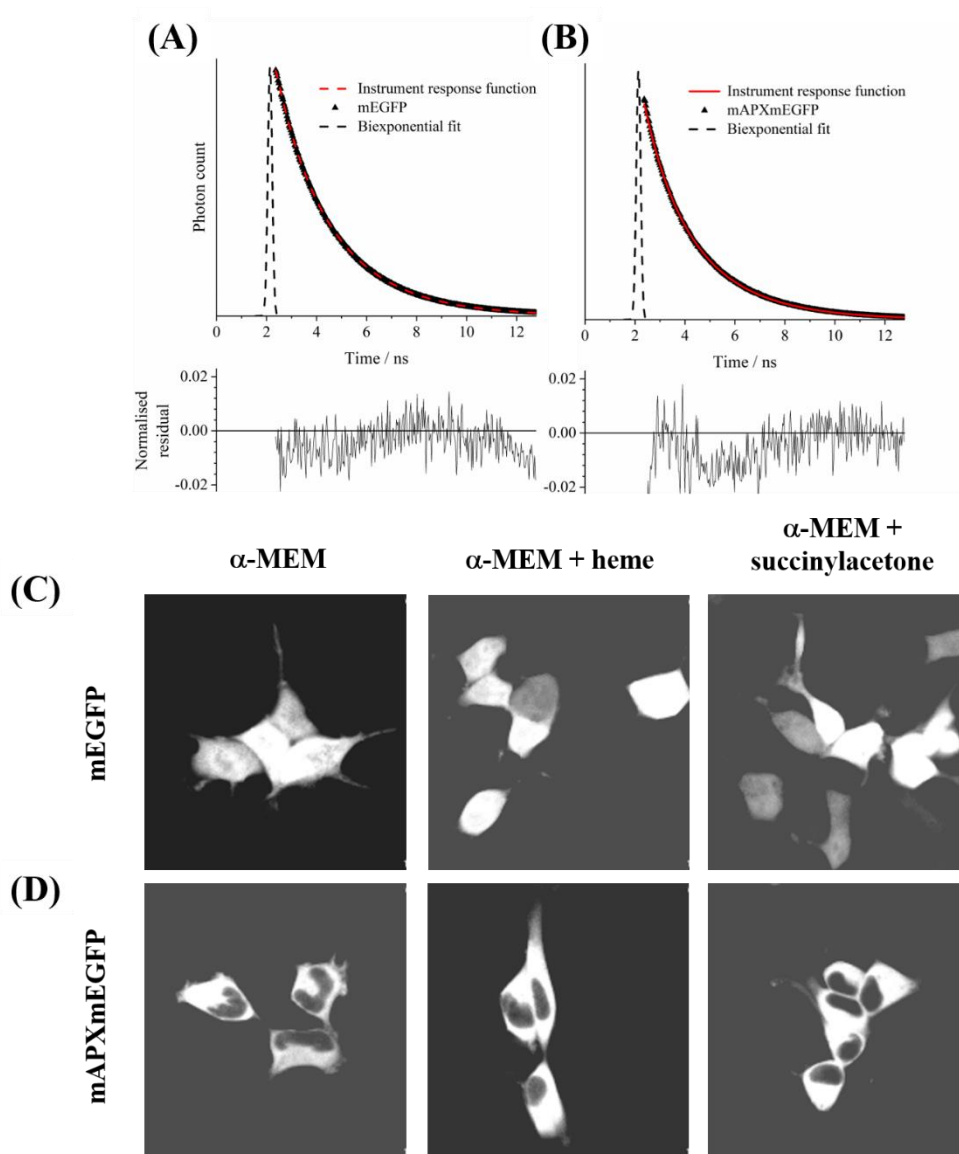 (A)
Instrument response function
mEGFP
Biexponential fit
Photon count
0 2 4 6 8 10 12
Time / ns
0.02
0.00
-0.02
Normalised
residual
(B)
Instrument response function
mAPXmEGFP
Biexponential fit
0 2 4 6 8 10 12
Time / ns
0.02
0.00
-0.02
α-MEM
α-MEM + heme
α-MEM +
succinylacetone
(C)
mEGFP
(D)
mAPXmEGFP